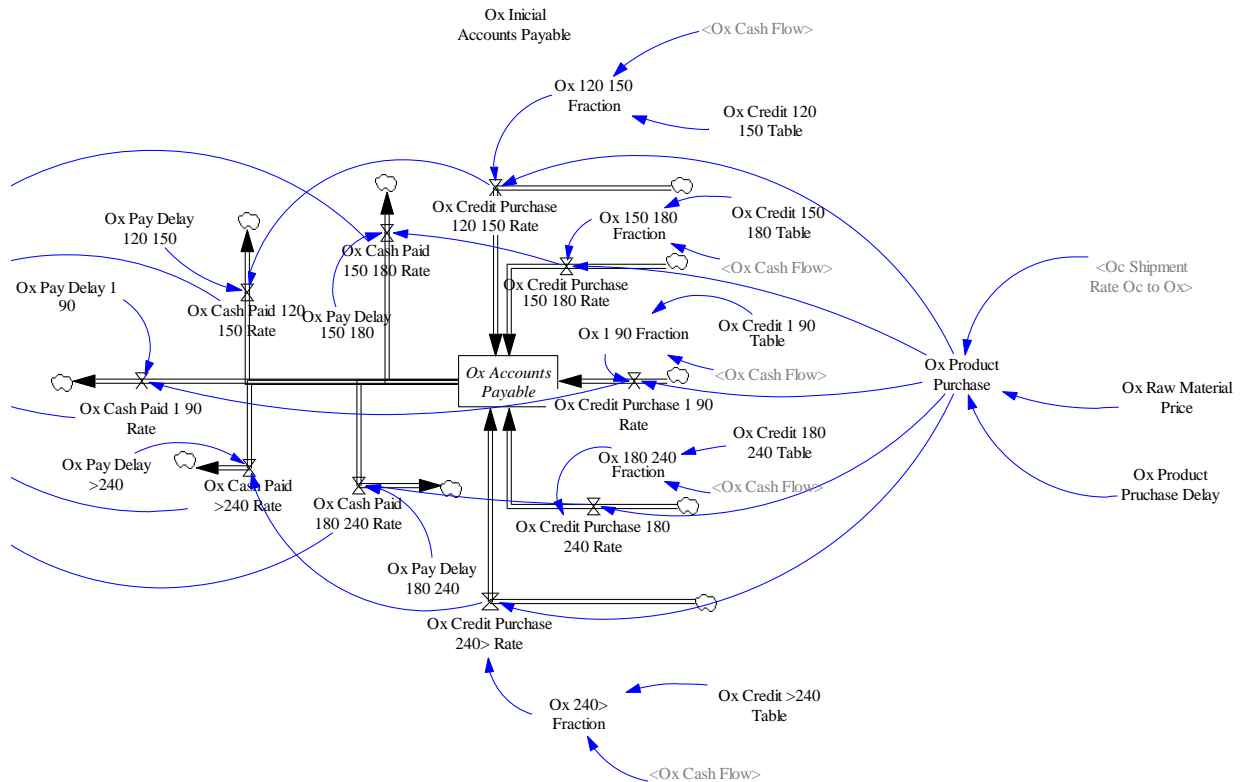 Ox Inicial
Accounts Payable
<Ox Cash Flow>
Ox 120 150
Fraction
Ox Credit 120
150 Table
Ox Credit Purchase
120 150 Rate
Ox 150 180
Fraction
Ox Credit 150
180 Table
<Ox Cash Flow>
Ox Pay Delay
120 150
Ox Cash Paid
150 180 Rate
Ox Credit Purchase
150 180 Rate
<Oc Shipment
Rate Oc to Ox>
Ox Pay Delay 1
90
Ox Cash Paid 120
150 Rate
Ox Pay Delay
150 180
Ox 1 90 Fraction
Ox Credit 1 90
Table
Ox Accounts
Payable
<Ox Cash Flow>
Ox Product
Purchase
Ox Cash Paid 1 90
Rate
Ox Credit Purchase 1 90
Rate
Ox Raw Material
Price
Ox Pay Delay
>240
Ox Cash Paid
>240 Rate
Ox Cash Paid
180 240 Rate
Ox 180 240
Fraction
Ox Credit 180
240 Table
<Ox Cash Flow>
Ox Product
Pruchase Delay
Ox Credit Purchase 180
240 Rate
Ox Pay Delay
180 240
Ox Credit Purchase
240> Rate
Ox 240>
Fraction
Ox Credit >240
Table
<Ox Cash Flow>